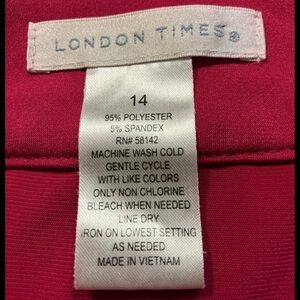 LONDON TIMES®
14
95% POLYESTER
5% SPANDEX
RN# 58142
MACHINE WASH COLD
GENTLE CYCLE
WITH LIKE COLORS
ONLY NON CHLORINE
BLEACH WHEN NEEDED
LINE DRY
IRON ON LOWEST SETTING
AS NEEDED
MADE IN VIETNAM